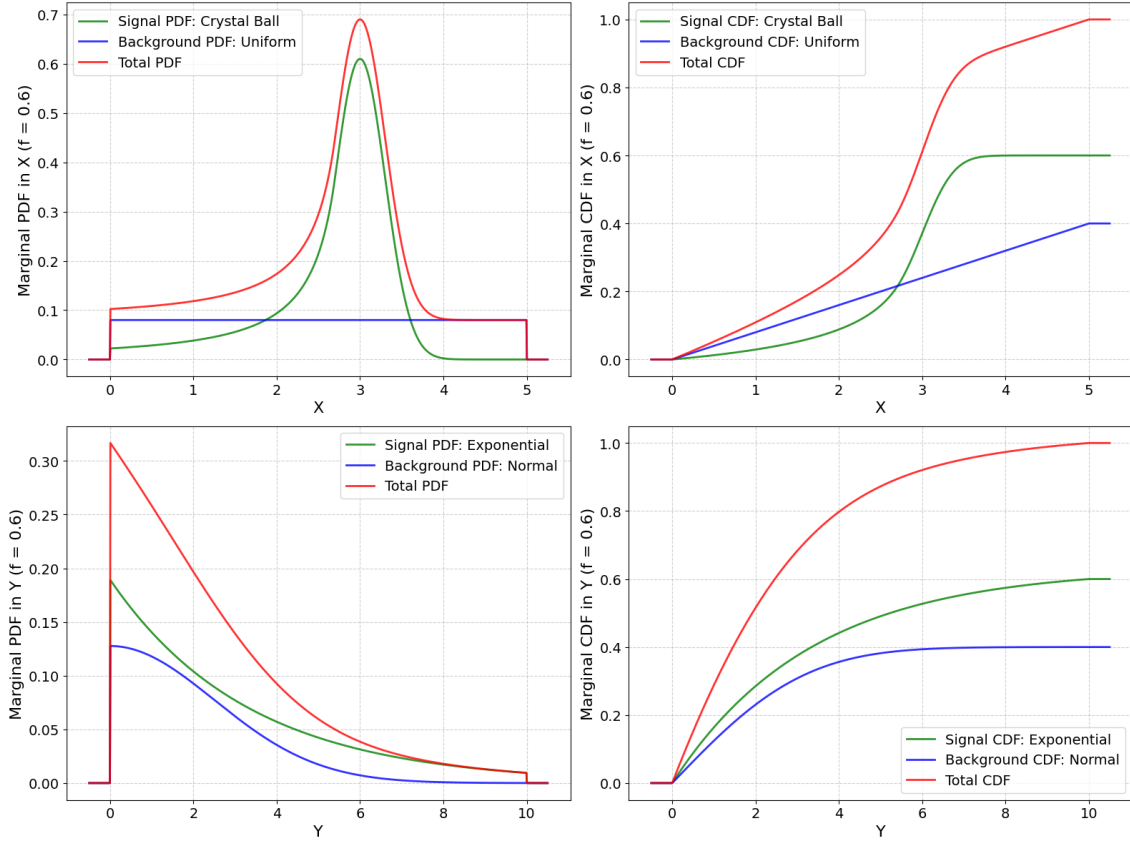 Marginal PDF in X (f = 0.6)
0.7
0.6
0.5
0.4
0.3
0.2
0.1
0.0
Signal PDF: Crystal Ball
Background PDF: Uniform
Total PDF
0 1 2 3 4 5
X
Marginal CDF in X (f = 0.6)
1.0
0.8
0.6
0.4
0.2
0.0
Signal CDF: Crystal Ball
Background CDF: Uniform
Total CDF
0 1 2 3 4 5
X
Marginal PDF in Y (f = 0.6)
0.30
0.25
0.20
0.15
0.10
0.05
0.00
Signal PDF: Exponential
Background PDF: Normal
Total PDF
0 2 4 6 8 10
Y
Marginal CDF in Y (f = 0.6)
1.0
0.8
0.6
0.4
0.2
0.0
Signal CDF: Exponential
Background CDF: Normal
Total CDF
0 2 4 6 8 10
Y